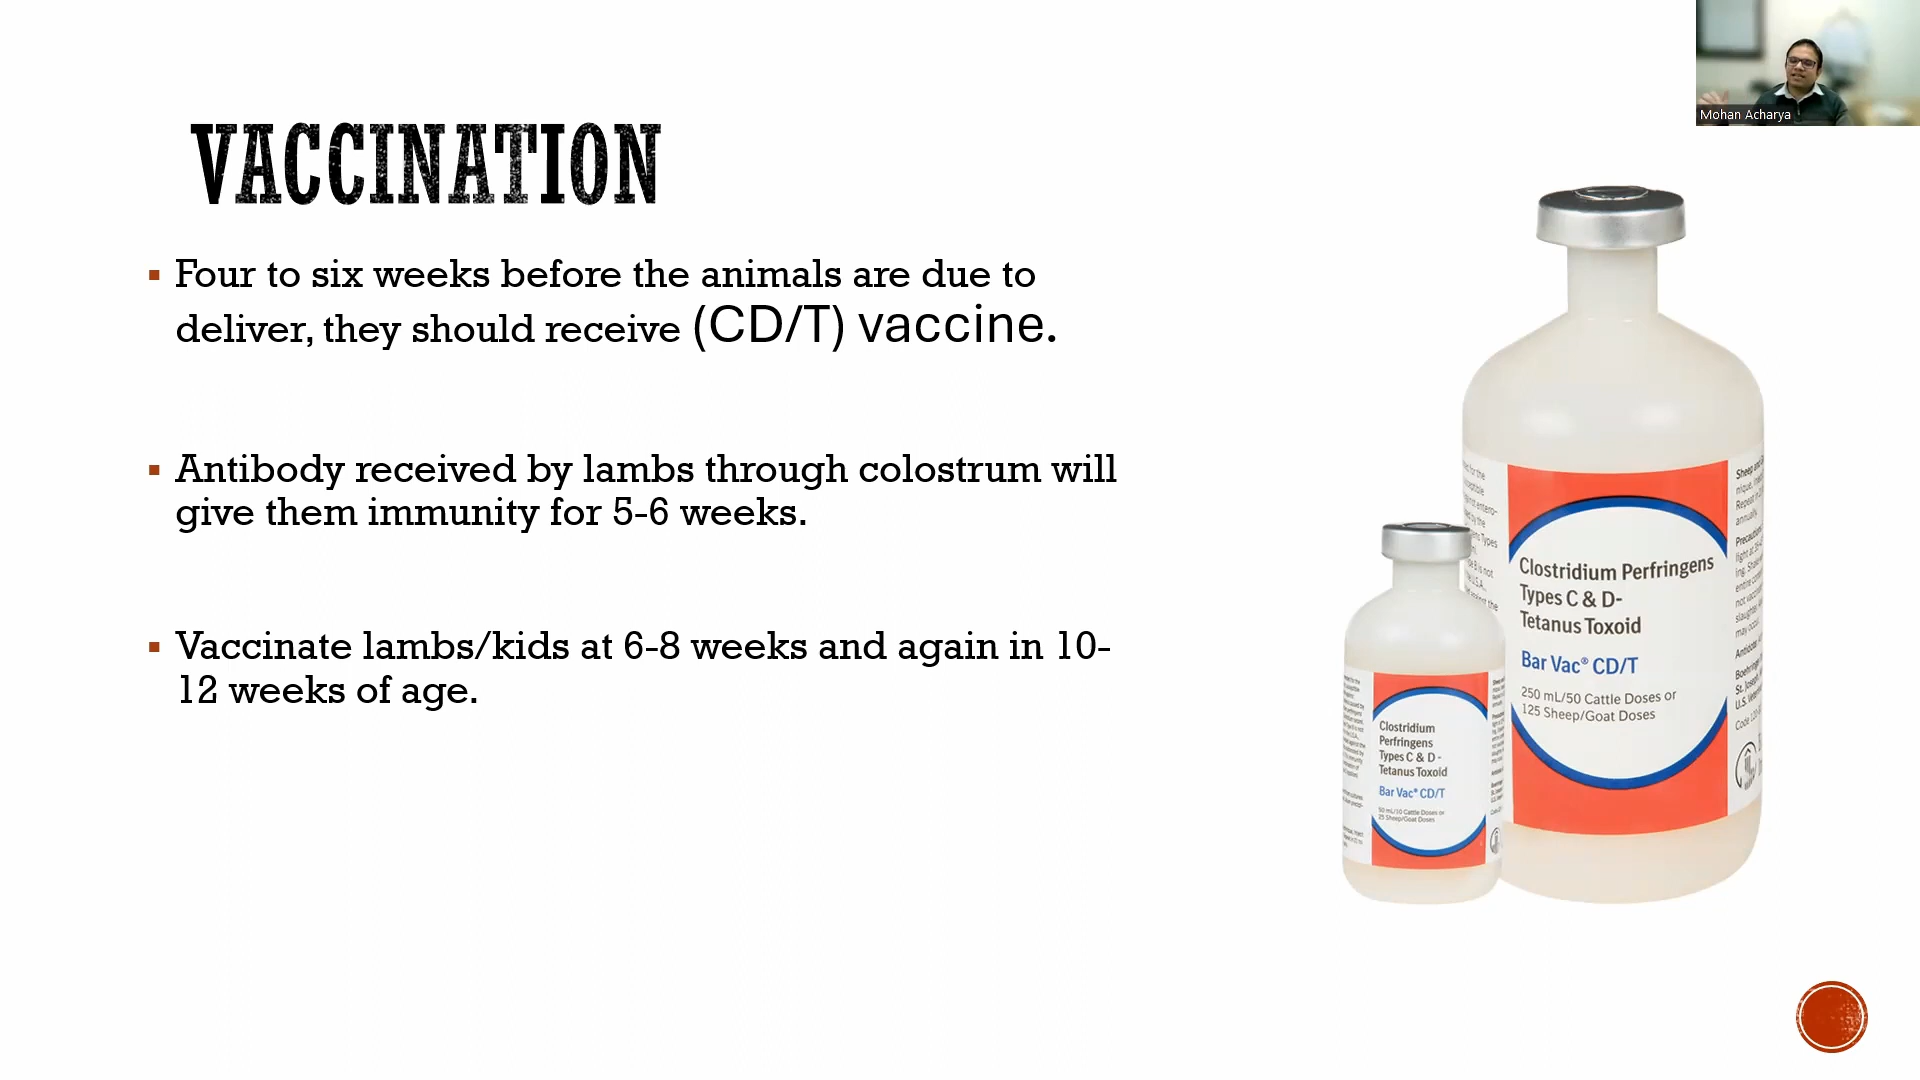 Mohan Acharya
VACCINATION
Four to six weeks before the animals are due to
deliver, they should receive (CD/T) vaccine.
Antibody received by lambs through colostrum will
give them immunity for 5-6 weeks.
Vaccinate lambs/kids at 6-8 weeks and again in 10-
12 weeks of age.
Clostridium Perfringens
Types C & D-
Tetanus Toxoid
Bar Vac® CD/T
250 mL/50 Cattle Doses or
125 Sheep/Goat Doses
Clostridium
Perfringens
Types C & D -
Tetanus Toxoid
Bar Vac® CD/T
50 mL/10 Cattle Doses or
25 Sheep/Goat Doses